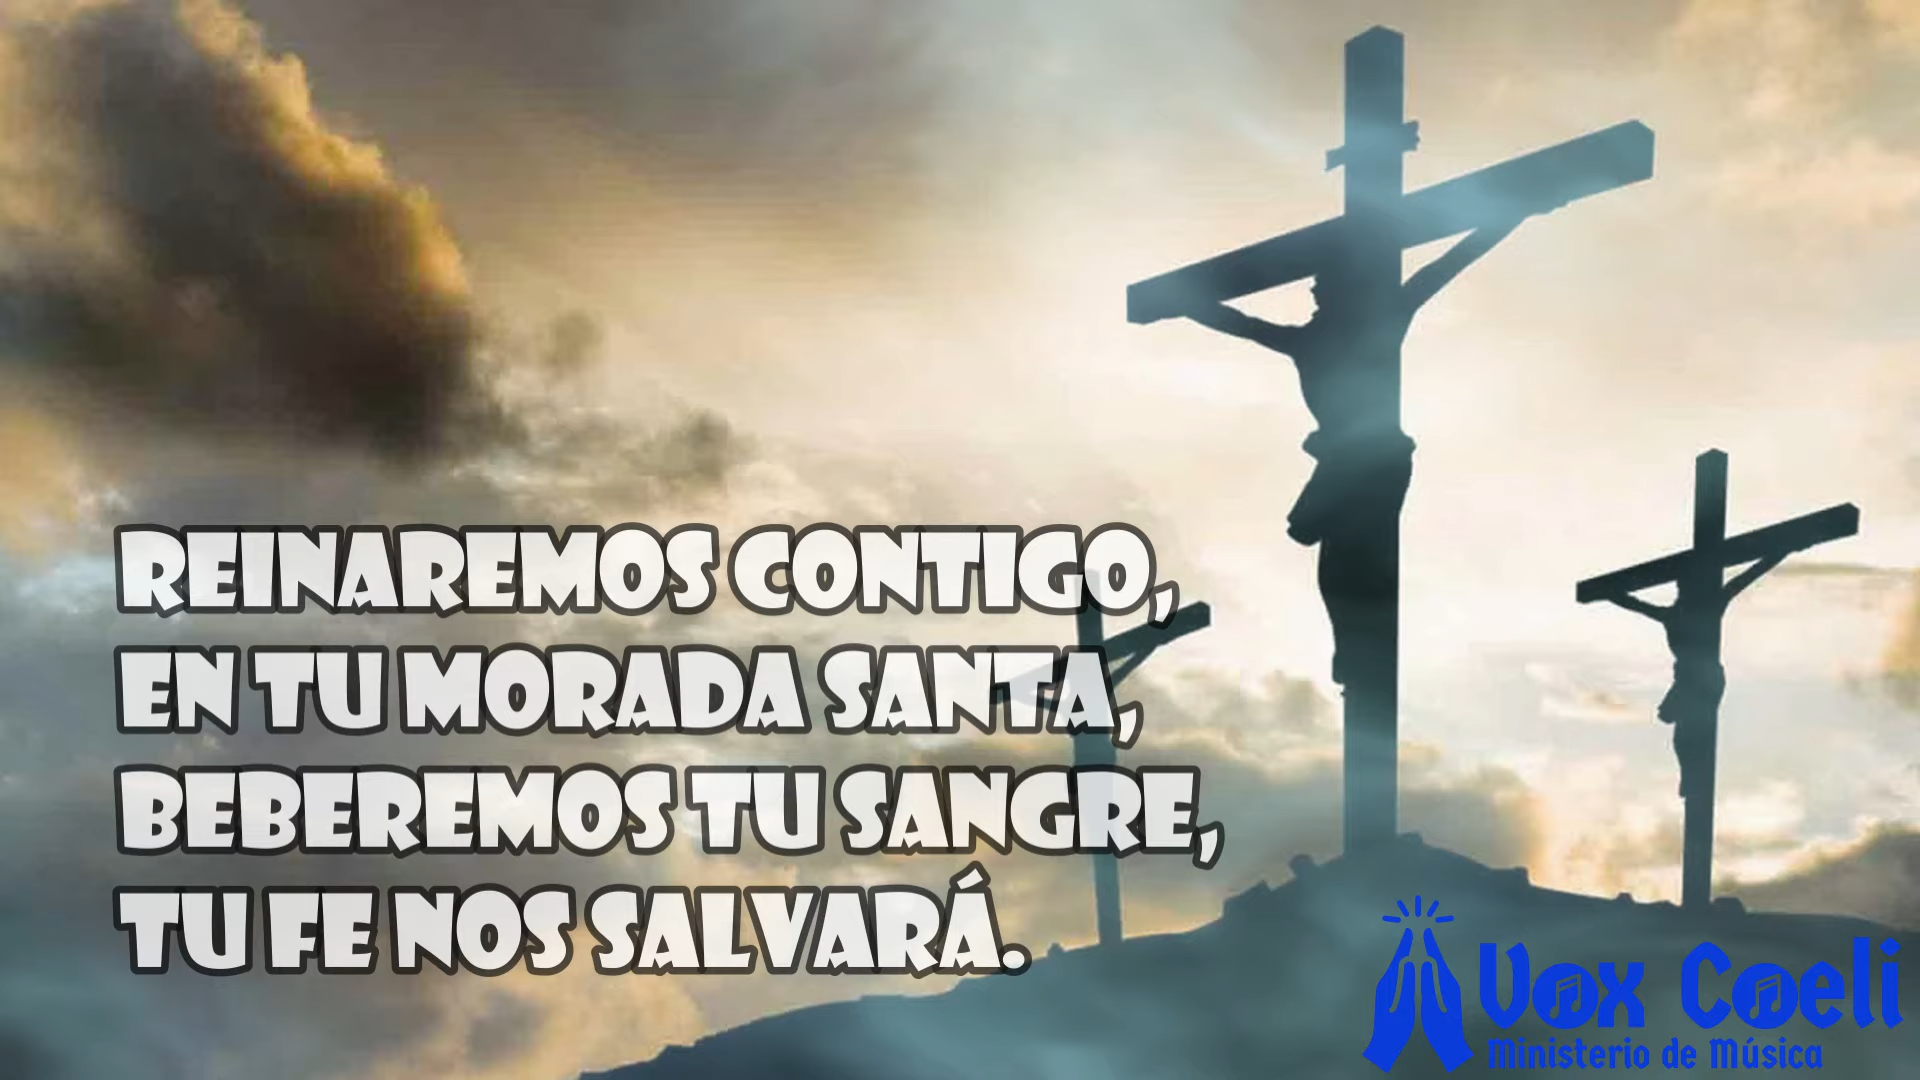 REINAREMOS CONTIGO,
EN TU MORADA SANTA,
BEBEREMOS TU SANGRE,
TU FE NOS SALVARÁ.
Vox Coeli
Ministerio de Música